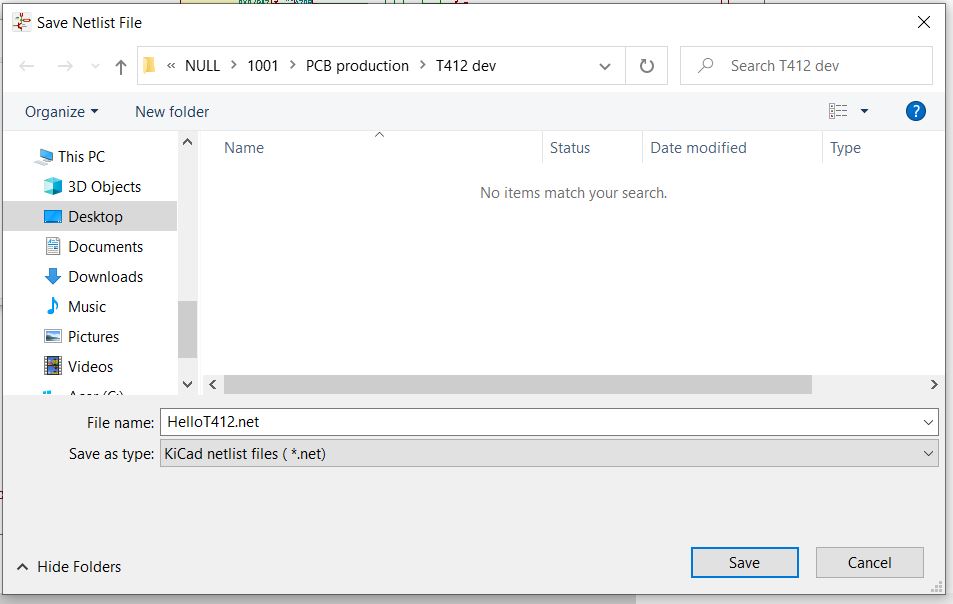 Save Netlist File
« NULL > 1001 > PCB production > T412 dev
Search T412 dev
Organize
New folder
?
Name
Status
Date modified
Type
No items match your search.
This PC
3D Objects
Desktop
Documents
Downloads
Music
Pictures
Videos
File name: HelloT412.net
Save as type: KiCad netlist files ( *.net)
Hide Folders
Save
Cancel